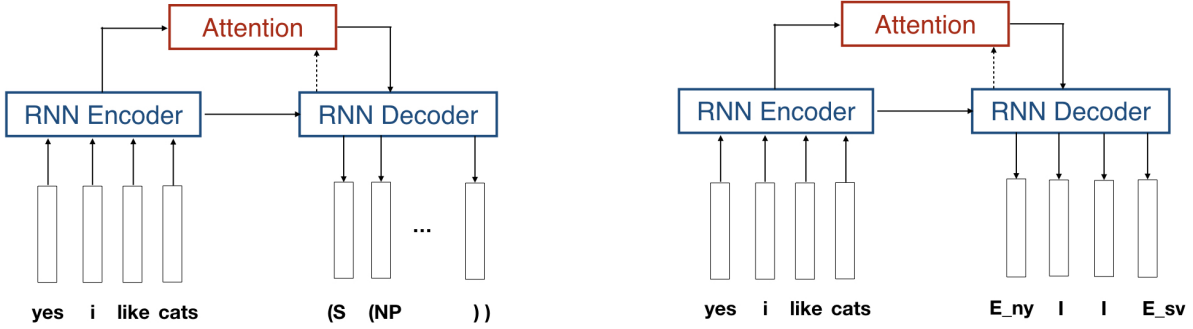 Attention
RNN Encoder
RNN Decoder
...
yes i like cats
(S (NP ) )
Attention
RNN Encoder
RNN Decoder
yes i like cats
E_ny I I E_sv